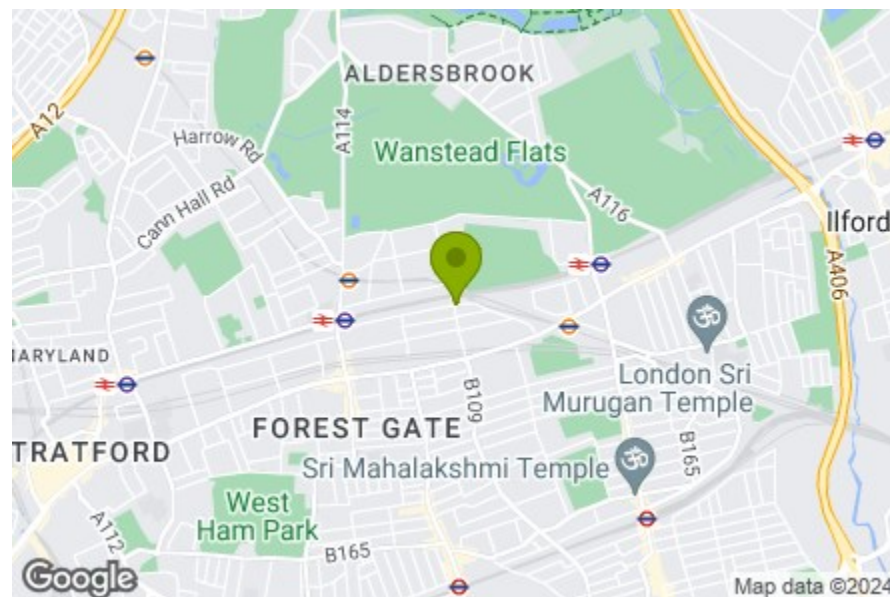 ALDERSBROOK
A12
A114
Harrow Rd
Wanstead Flats
Cann Hall Rd
A116
Ilford
A406
MARYLAND
London Sri
Murugan Temple
B109
FOREST GATE
TRATFORD
Sri Mahalakshmi Temple
B165
West
Ham Park
A112
B165
Google
Map data ©2024